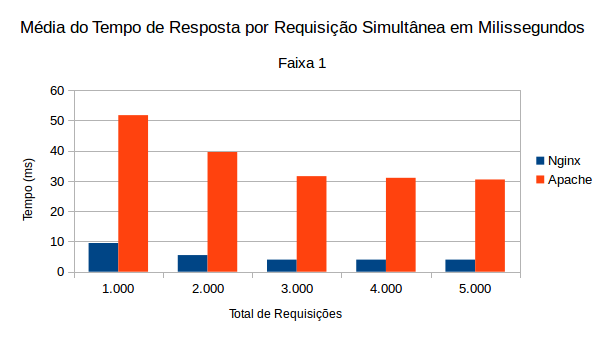 Média do Tempo de Resposta por Requisição Simultânea em Milissegundos
Faixa 1
60
50
40
30
20
10
0
Tempo (ms)
1.000 2.000 3.000 4.000 5.000
Total de Requisições
Nginx
Apache